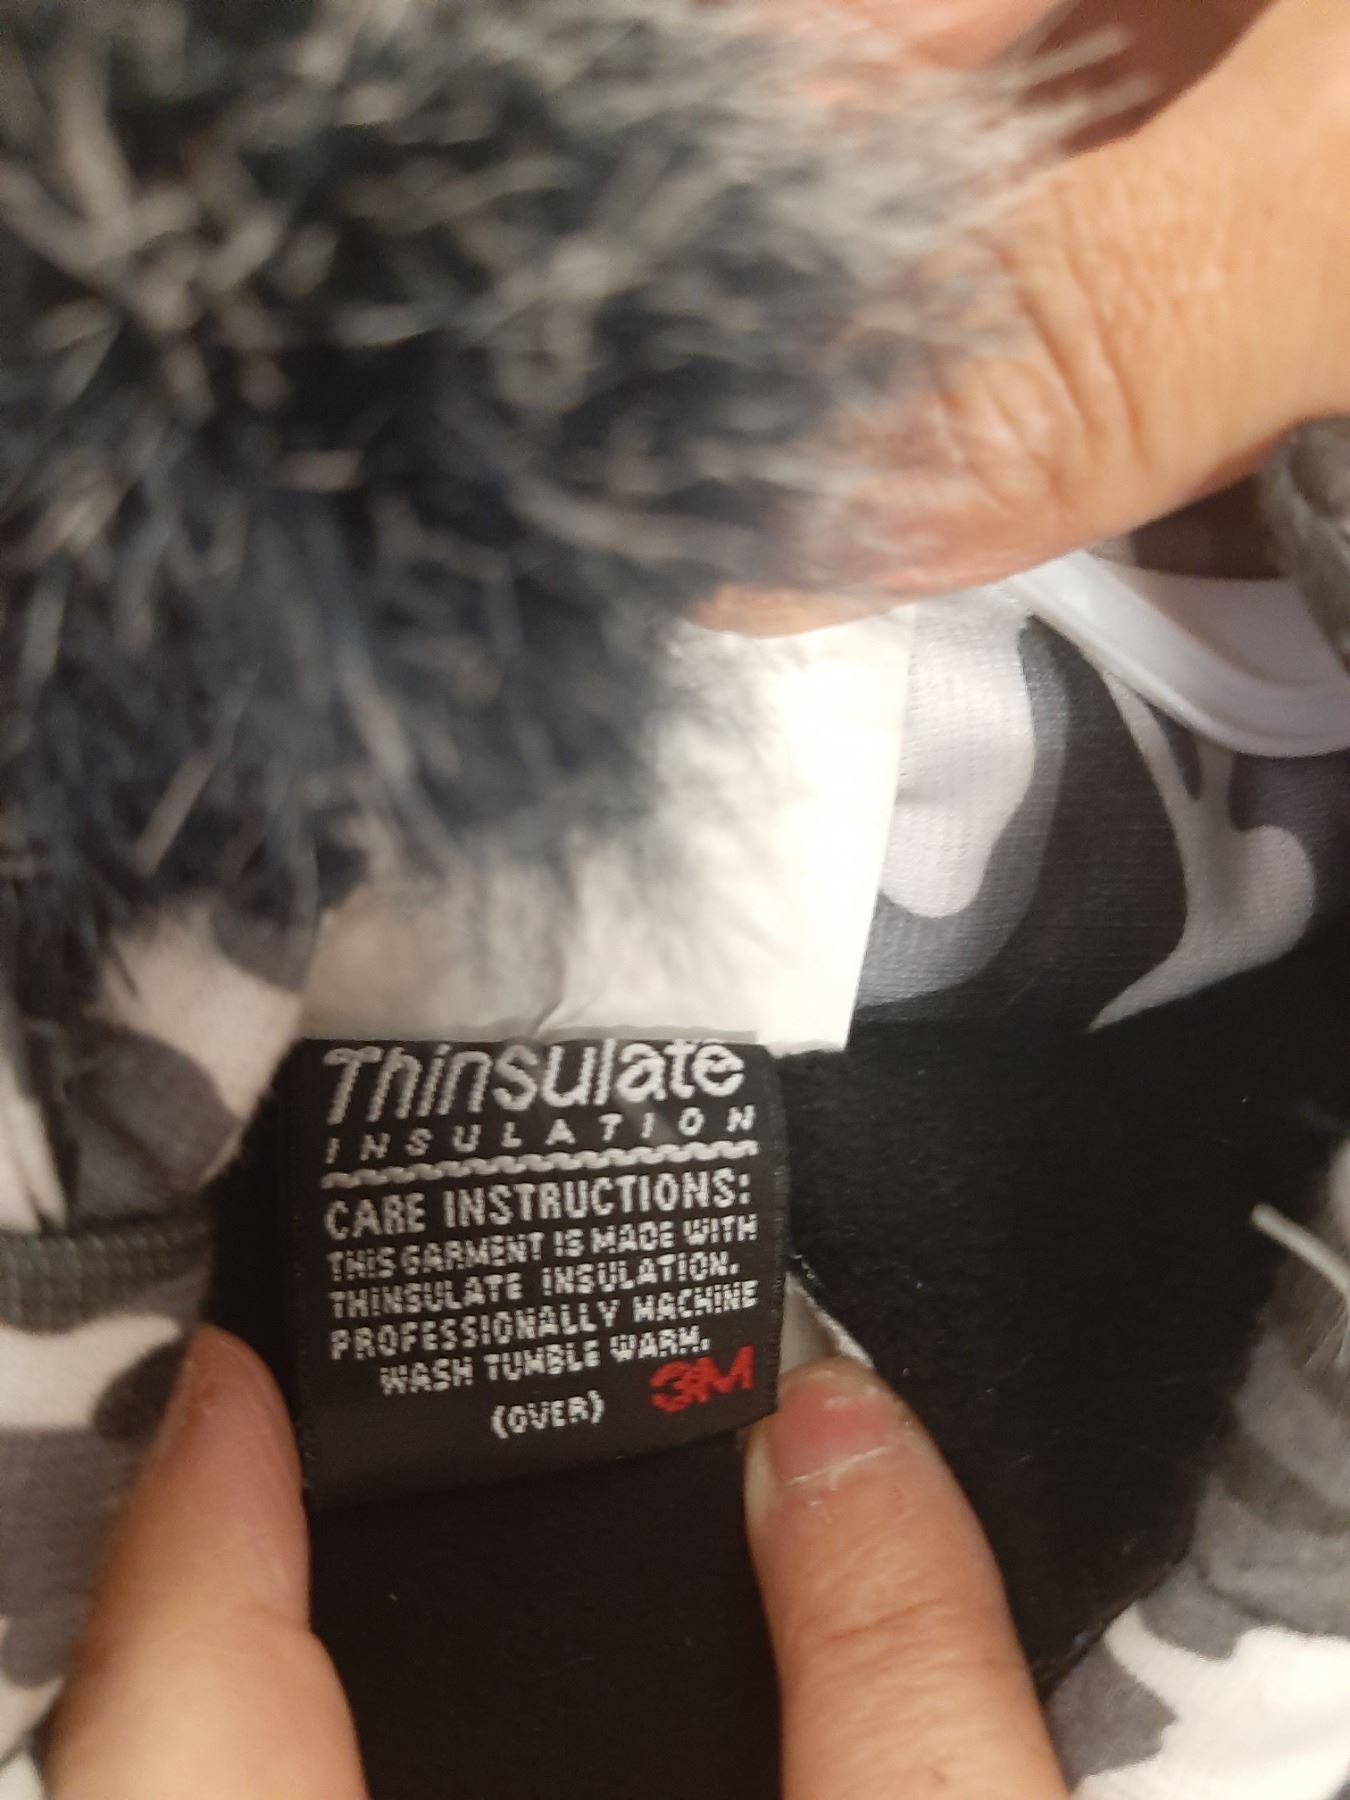 Thinsulate
INSULATION
CARE INSTRUCTIONS:
THIS GARMENT IS MADE WITH
THINSULATE INSULATION.
PROFESSIONALLY MACHINE
WASH TUMBLE WARM.
3M
(OVER)